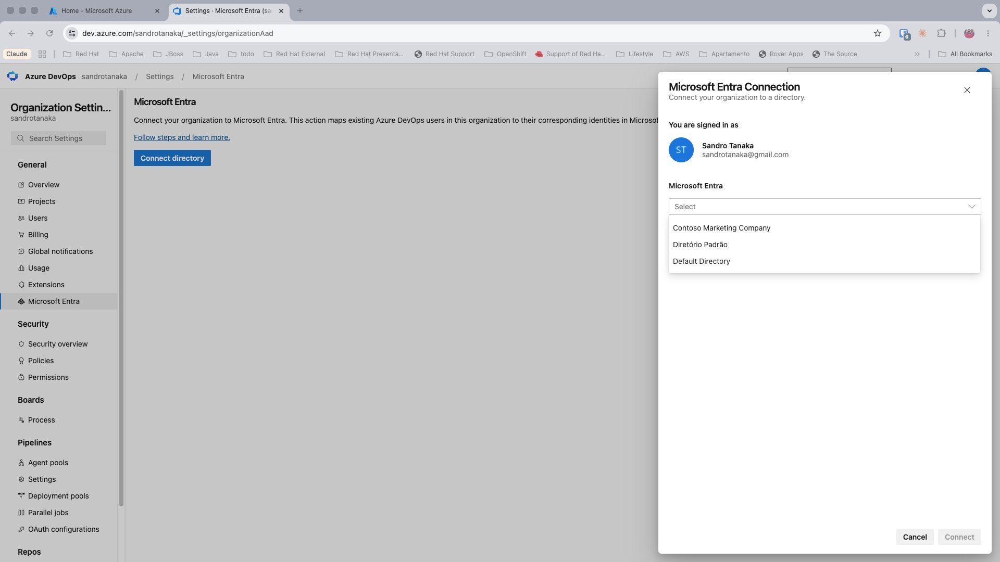 Home - Microsoft Azure
Settings · Microsoft Entra (sa
dev.azure.com/sandrotanaka/_settings/organizationAad
6
Claude
Red Hat
Apache
JBoss
Java
todo
Red Hat External
Red Hat Presenta...
Red Hat Support
OpenShift
Support of Red Ha...
Lifestyle
AWS
Apartamento
Rover Apps
The Source
All Bookmarks
Azure DevOps sandrotanaka / Settings / Microsoft Entra
Organization Settin...
sandrotanaka
Search Settings
General
Overview
Projects
Users
Billing
Global notifications
Usage
Extensions
Microsoft Entra
Security
Security overview
Policies
Permissions
Boards
Process
Pipelines
Agent pools
Settings
Deployment pools
Parallel jobs
OAuth configurations
Repos
Microsoft Entra
Connect your organization to Microsoft Entra. This action maps existing Azure DevOps users in this organization to their corresponding identities in Microsof
Follow steps and learn more.
Connect directory
Microsoft Entra Connection
Connect your organization to a directory.
You are signed in as
ST
Sandro Tanaka
sandrotanaka@gmail.com
Microsoft Entra
Select
Contoso Marketing Company
Diretório Padrão
Default Directory
Cancel
Connect